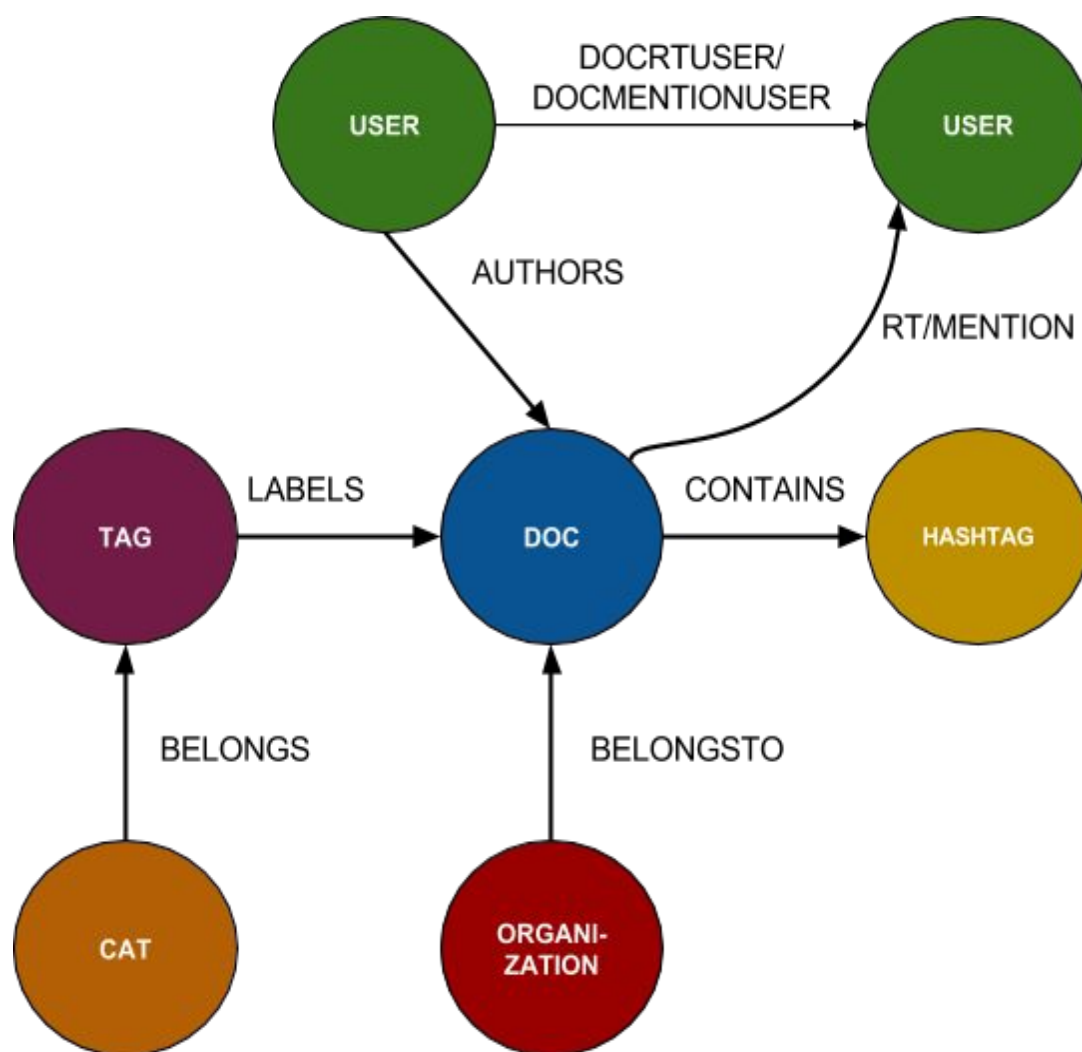 DOCRTUSER/
DOCMENTIONUSER
USER
USER
AUTHORS
RT/MENTION
LABELS
CONTAINS
TAG
DOC
HASHTAG
BELONGS
BELONGSTO
CAT
ORGANI-
ZATION